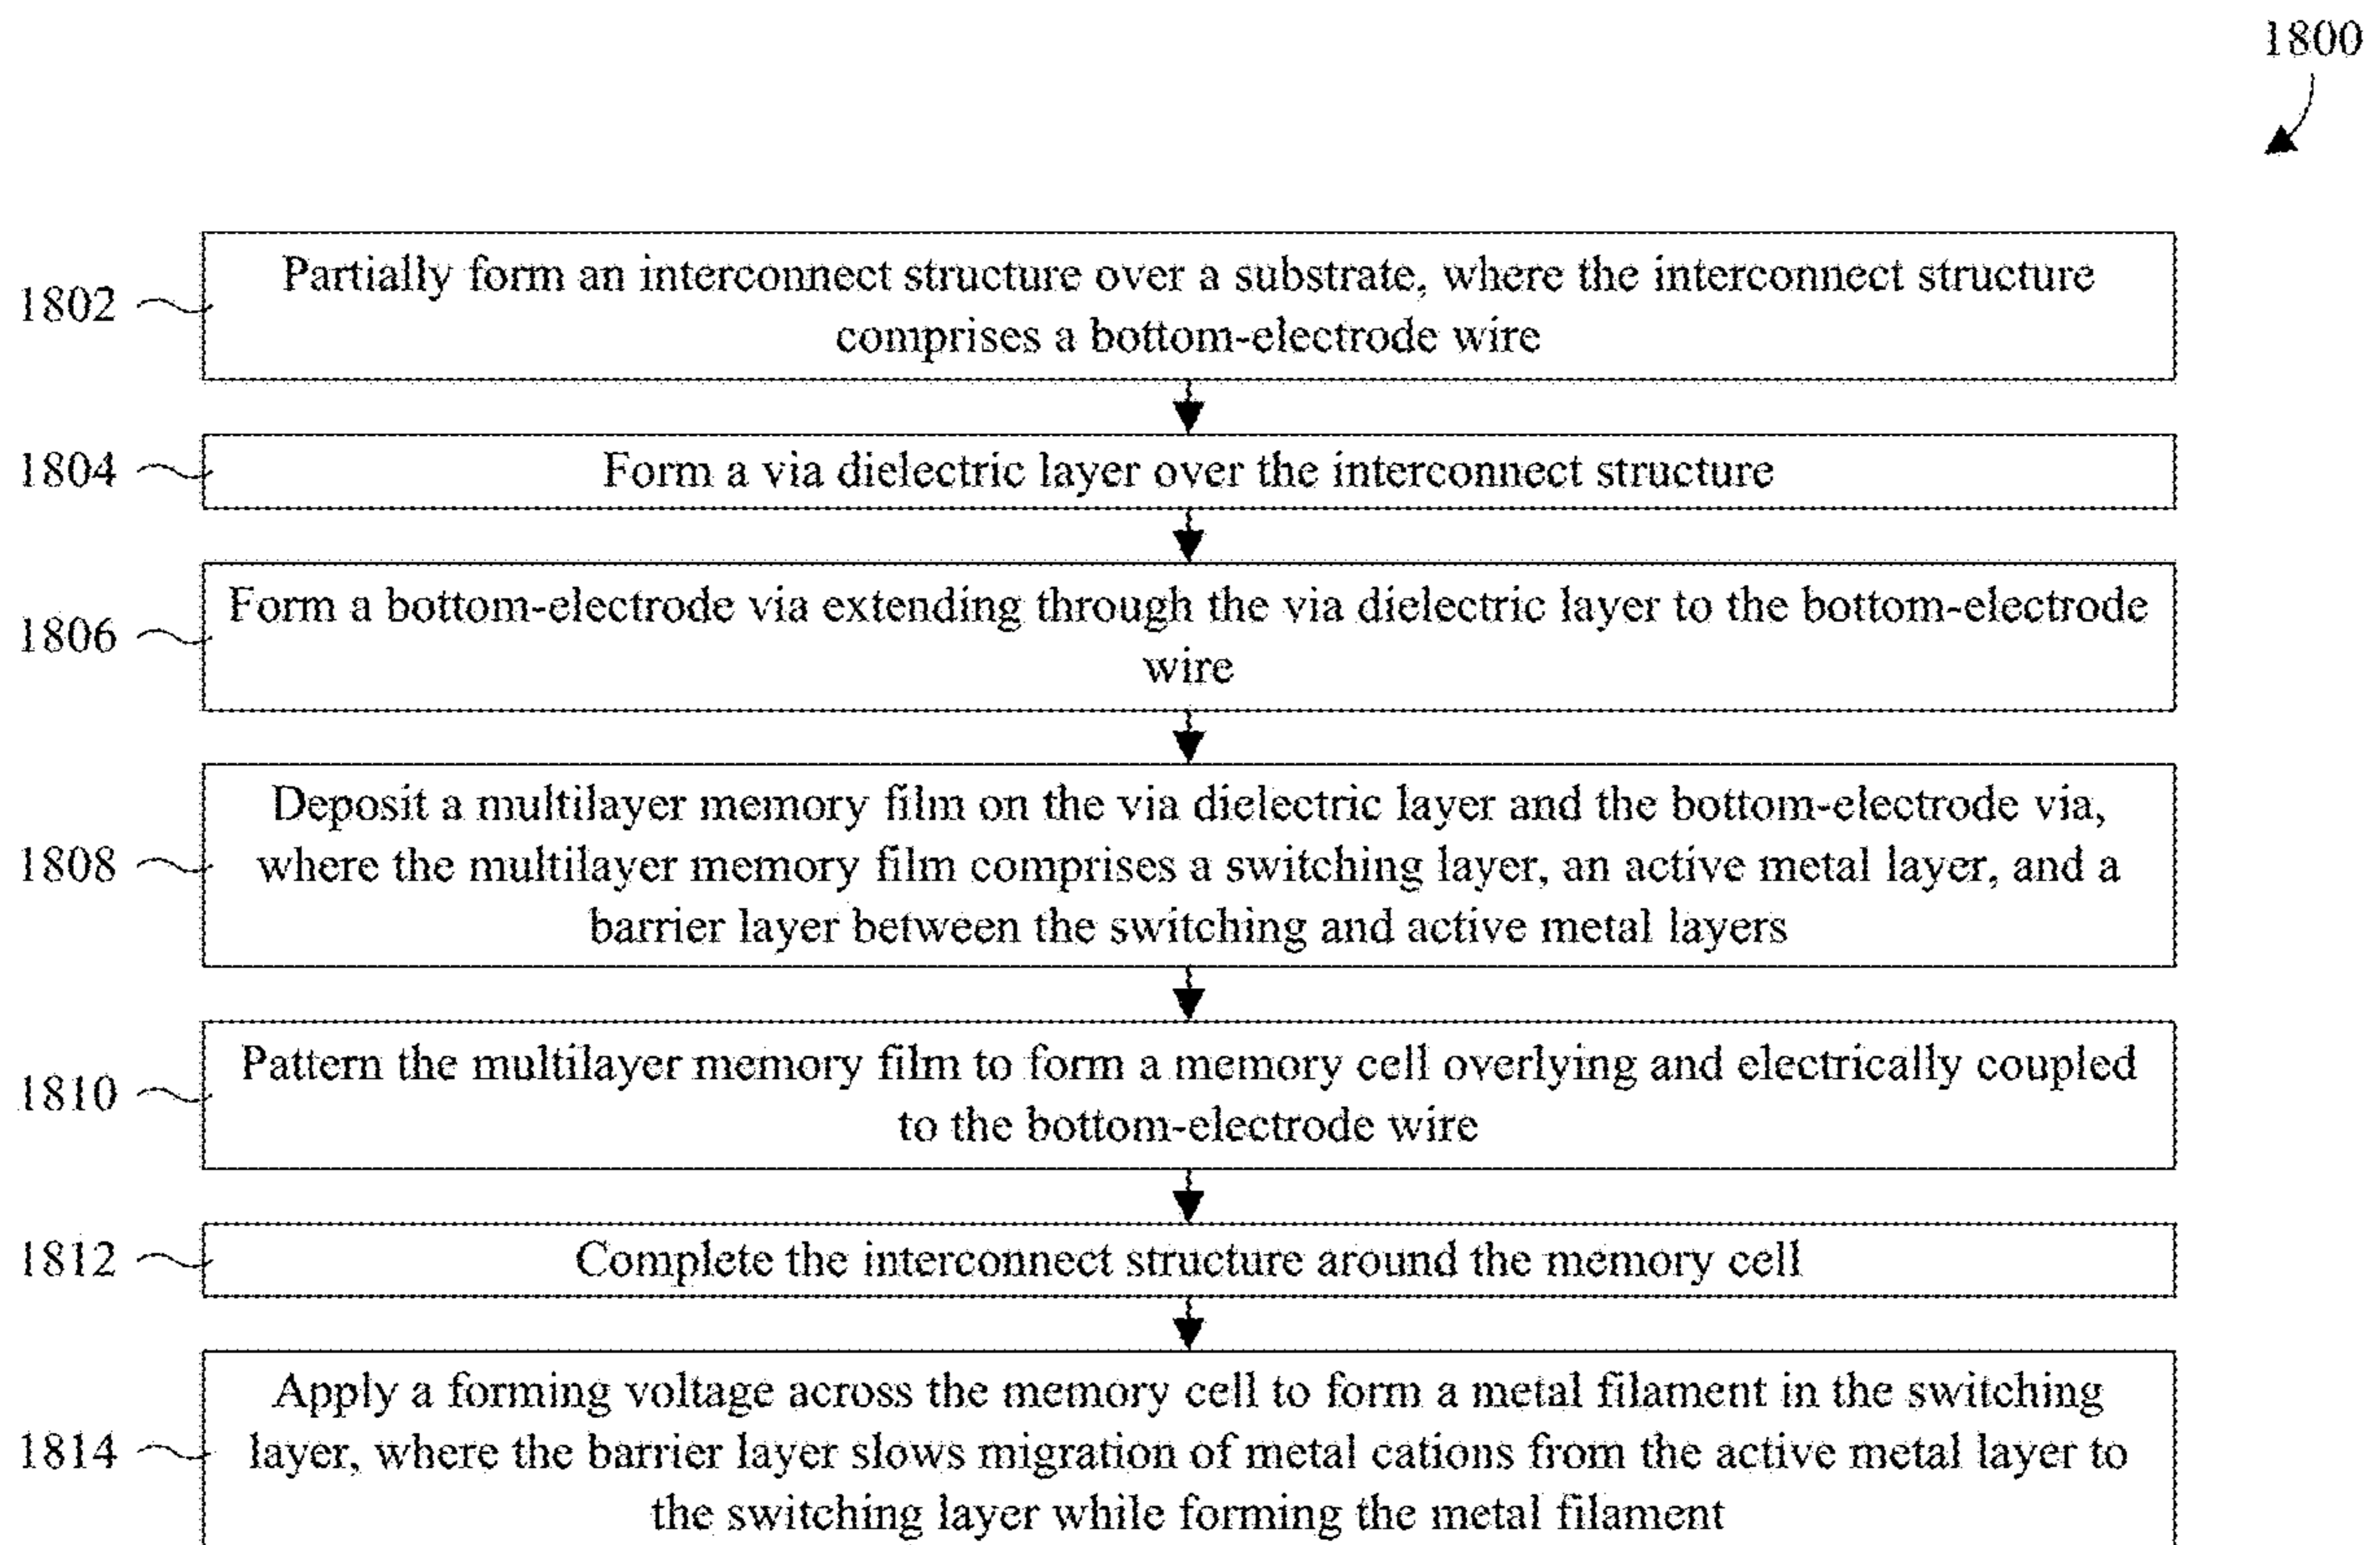 1800
1802
Partially form an interconnect structure over a substrate, where the interconnect structure
comprises a bottom-electrode wire
1804
Form a via dielectric layer over the interconnect structure
1806
Form a bottom-electrode via extending through the via dielectric layer to the bottom-electrode
wire
1808
Deposit a multilayer memory film on the via dielectric layer and the bottom-electrode via,
where the multilayer memory film comprises a switching layer, an active metal layer, and a
barrier layer between the switching and active metal layers
1810
Pattern the multilayer memory film to form a memory cell overlying and electrically coupled
to the bottom-electrode wire
1812
Complete the interconnect structure around the memory cell
1814
Apply a forming voltage across the memory cell to form a metal filament in the switching
layer, where the barrier layer slows migration of metal cations from the active metal layer to
the switching layer while forming the metal filament